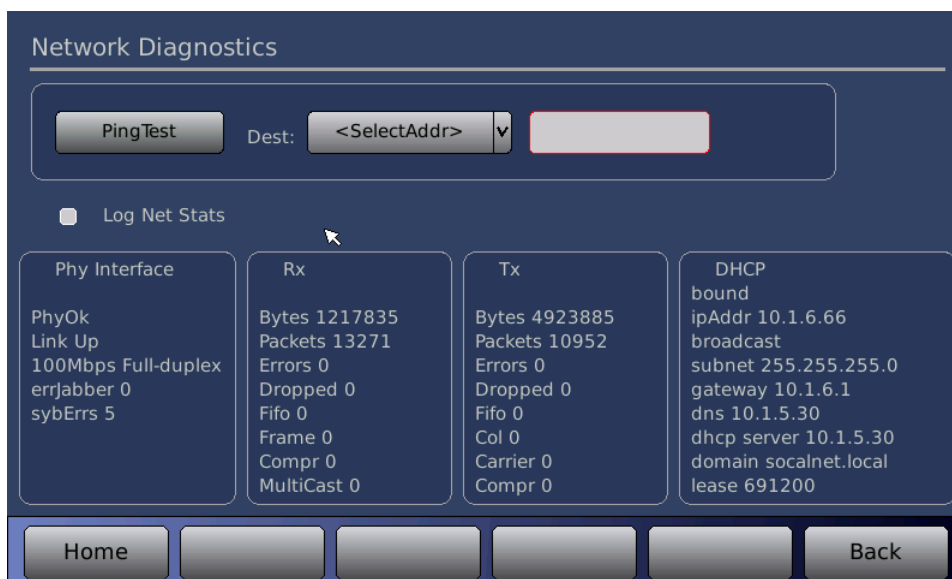 Network Diagnostics
PingTest
Dest:
<SelectAddr>
Log Net Stats
Phy Interface
PhyOk
Link Up
100Mbps Full-duplex
errJabber 0
sybErrs 5
Rx
Bytes 1217835
Packets 13271
Errors 0
Dropped 0
Fifo 0
Frame 0
Compr 0
MultiCast 0
Tx
Bytes 4923885
Packets 10952
Errors 0
Dropped 0
Fifo 0
Col 0
Carrier 0
Compr 0
DHCP
bound
ipAddr 10.1.6.66
broadcast
subnet 255.255.255.0
gateway 10.1.6.1
dns 10.1.5.30
dhcp server 10.1.5.30
domain socalnet.local
lease 691200
Home
Back